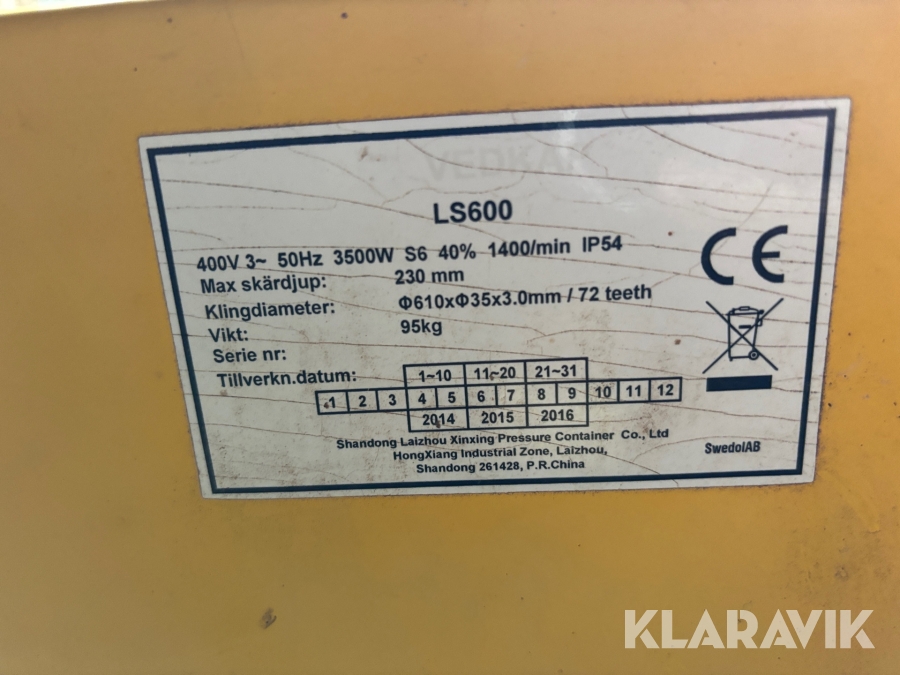 LS600
400V 3~ 50Hz 3500W S6 40% 1400/min IP54
Max skärdjup: 230 mm
Klingdiameter: Φ610xΦ35x3.0mm / 72 teeth
Vikt: 95kg
Serie nr:
Tillverkn.datum: 1~10 11~20 21~31
1 2 3 4 5 6 7 8 9 10 11 12
2014 2015 2016
Shandong Laizhou Xinxing Pressure Container Co., Ltd
HongXiang Industrial Zone, Laizhou,
Shandong 261428, P.R.China
CE
SwedolAB
KLARAVIK